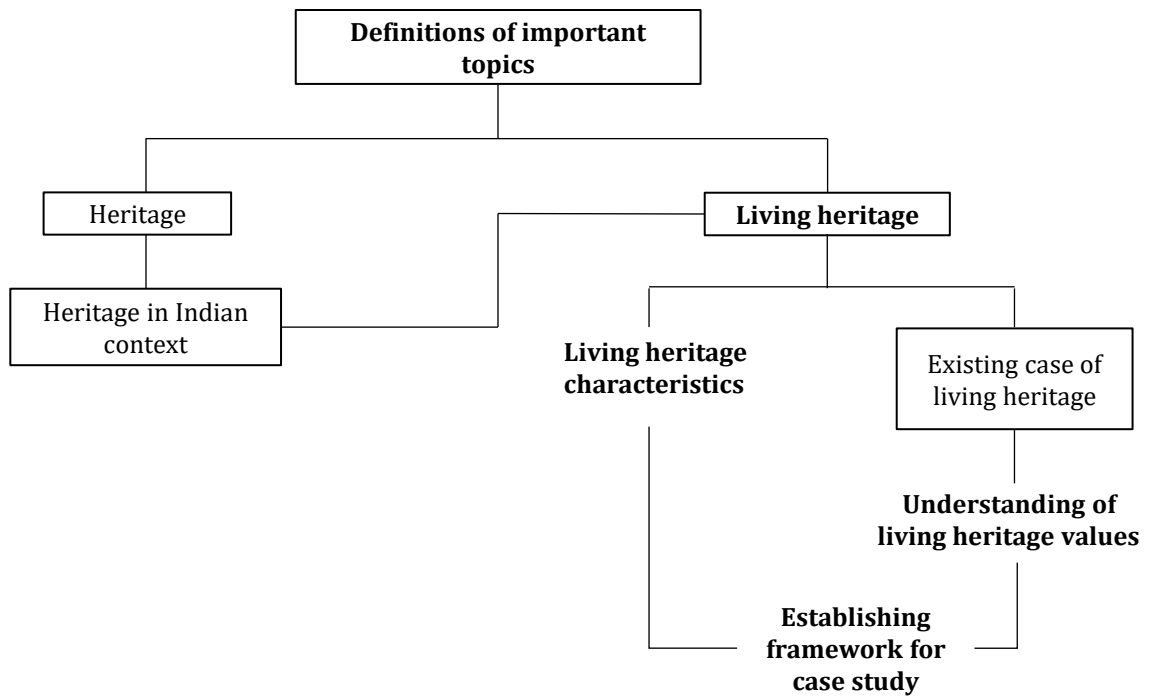 Definitions of important
topics
Heritage
Living heritage
Heritage in Indian
context
Living heritage
characteristics
Existing case of
living heritage
Understanding of
living heritage values
Establishing
framework for
case study